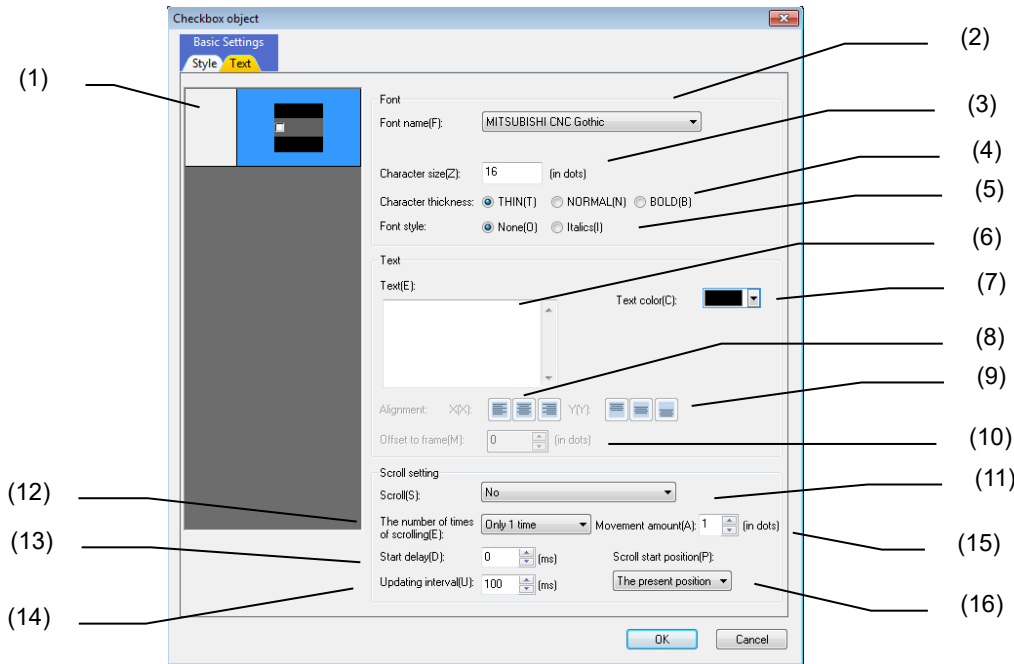 Checkbox object
Basic Settings
Style Text
(1)
(2)
Font
Font name(F): MITSUBISHI CNC Gothic
(3)
Character size(Z): 16 (in dots)
(4)
Character thickness: THIN(T) NORMAL(N) BOLD(B)
(5)
Font style: None(O) Italics(I)
(6)
Text
Text(E):
(7)
Text color(C):
(8)
(9)
Alignment: X(X): Y(Y):
(10)
Offset to frame(M): 0 (in dots)
Scroll setting
(11)
Scroll(S): No
(12)
The number of times
of scrolling(E): Only 1 time Movement amount(A): 1 (in dots)
(13)
(15)
Start delay(D): 0 (ms) Scroll start position(P):
Updating interval(U): 100 (ms) The present position
(14)
(16)
OK Cancel